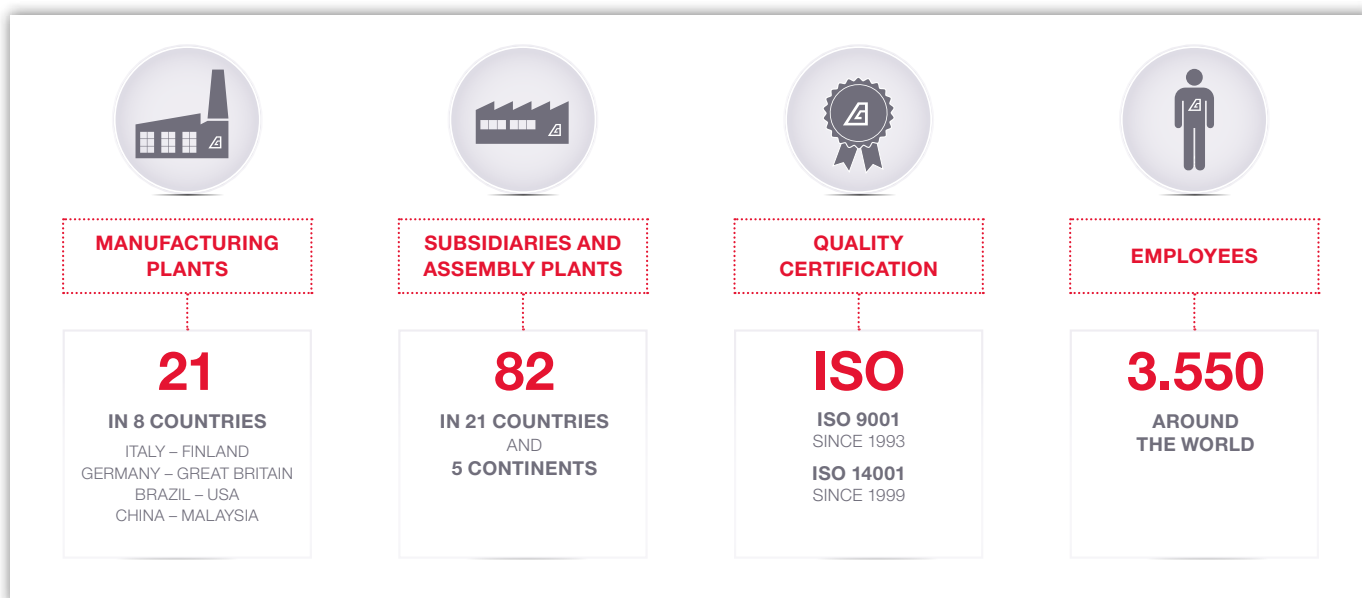 MANUFACTURING
PLANTS
21
IN 8 COUNTRIES
ITALY – FINLAND
GERMANY – GREAT BRITAIN
BRAZIL – USA
CHINA – MALAYSIA
SUBSIDIARIES AND
ASSEMBLY PLANTS
82
IN 21 COUNTRIES
AND
5 CONTINENTS
QUALITY
CERTIFICATION
ISO
ISO 9001
SINCE 1993
ISO 14001
SINCE 1999
EMPLOYEES
3.550
AROUND
THE WORLD